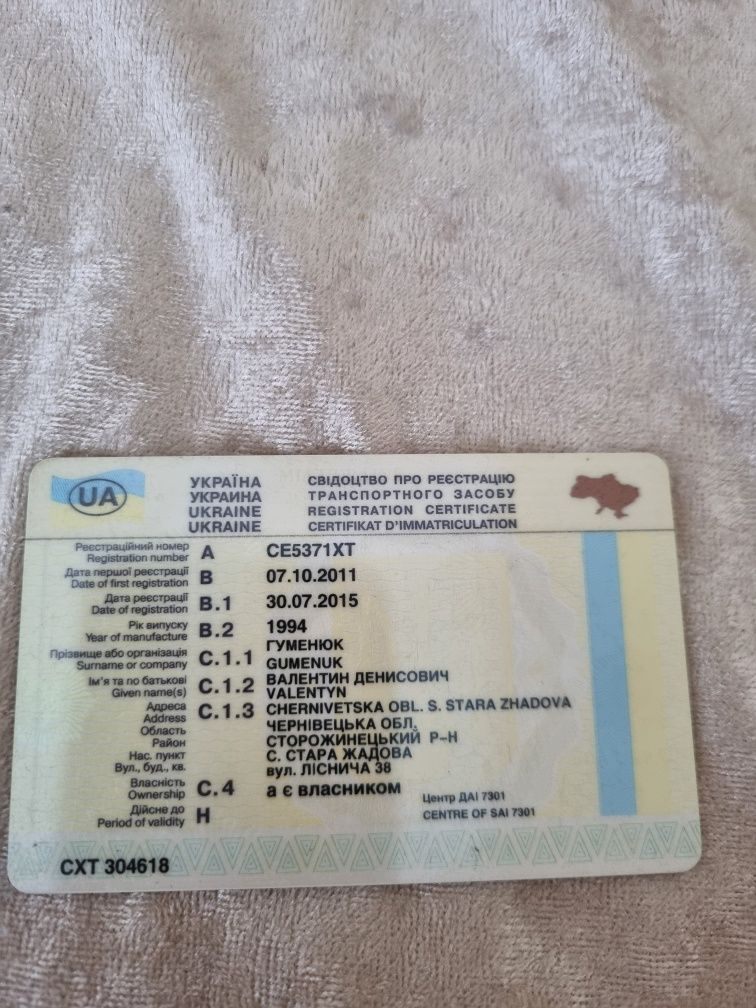 UA
УКРАЇНА СВІДОЦТВО ПРО РЕЄСТРАЦІЮ
УКРАИНА ТРАНСПОРТНОГО ЗАСОБУ
UKRAINE REGISTRATION CERTIFICATE
UKRAINE CERTIFIKAT D'IMMATRICULATION
Реєстраційний номер
Registration number A CE5371XT
Дата першої реєстрації
Date of first registration B 07.10.2011
Дата реєстрації
Date of registration B.1 30.07.2015
Рік випуску
Year of manufacture B.2 1994
Прізвище або організація ГУМЕНЮК
Surname or company C.1.1 GUMENUK
Ім'я та по батькові ВАЛЕНТИН ДЕНИСОВИЧ
Given name(s) C.1.2 VALENTYN
Адреса C.1.3 CHERNIVETSKA OBL. S. STARA ZHADOVA
Address
Область ЧЕРНІВЕЦЬКА ОБЛ.
Район СТОРОЖИНЕЦЬКИЙ Р-Н
Нас. пункт С. СТАРА ЖАДОВА
Вул., буд., кв. вул. ЛІСНИЧА 38
Власність
Ownership C.4 а є власником
Дійсне до Центр ДАІ 7301
Period of validity H CENTRE OF SAI 7301
CXT 304618